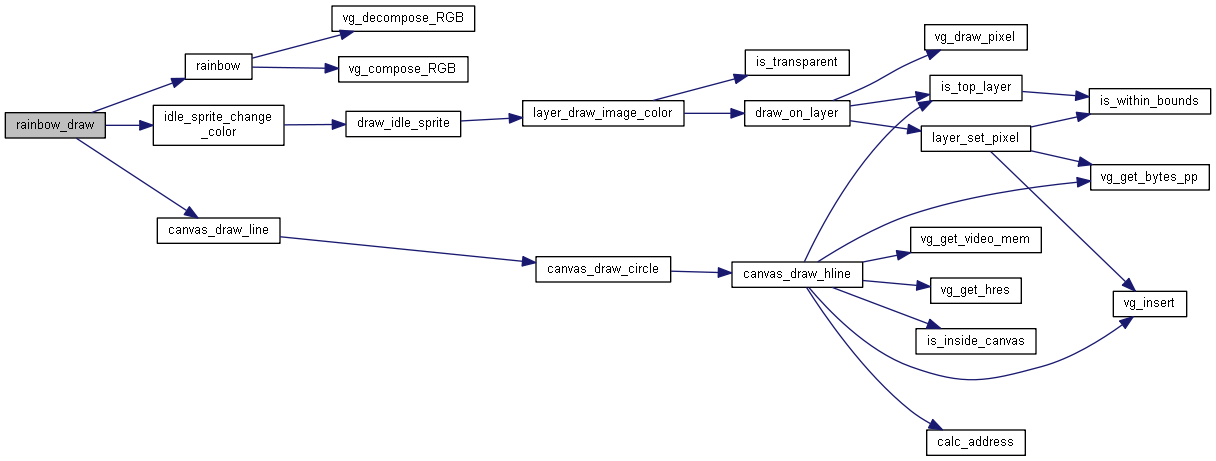 vg_decompose_RGB
vg_draw_pixel
rainbow
vg_compose_RGB
is_transparent
is_top_layer
is_within_bounds
rainbow_draw
idle_sprite_change
_color
draw_idle_sprite
layer_draw_image_color
draw_on_layer
layer_set_pixel
vg_get_bytes_pp
canvas_draw_line
vg_get_video_mem
canvas_draw_circle
canvas_draw_hline
vg_get_hres
vg_insert
is_inside_canvas
calc_address